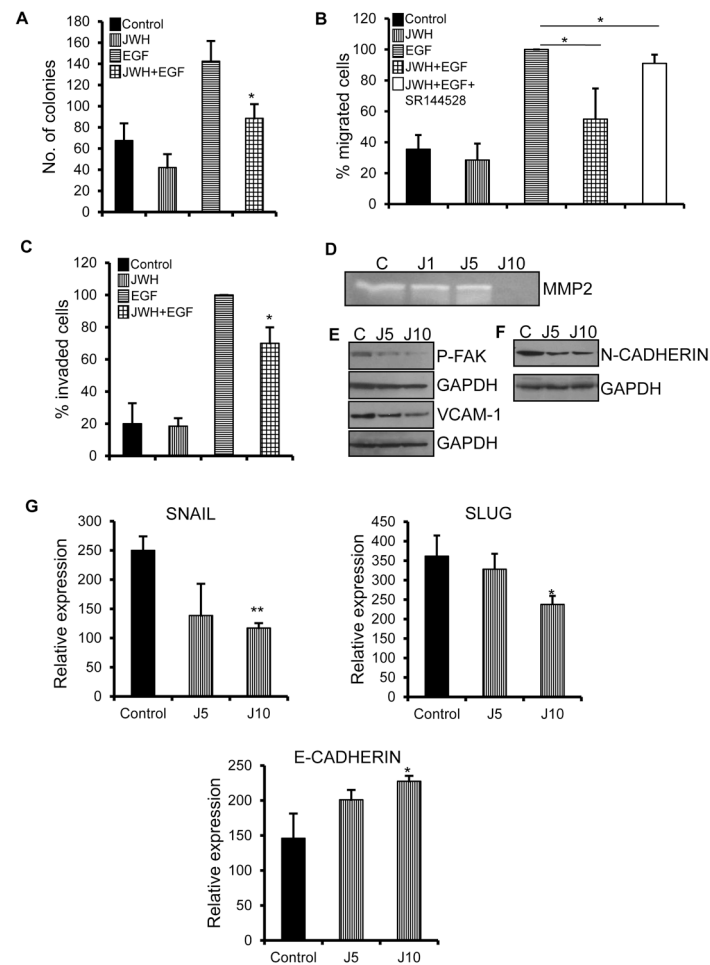 A
No. of colonies
160
140
120
100
80
60
40
20
0
Control
JWH
EGF
JWH+EGF
*
B
% migrated cells
120
100
80
60
40
20
0
Control
JWH
EGF
JWH+EGF
JWH+EGF+
SR144528
*
*
C
% invaded cells
120
100
80
60
40
20
0
Control
JWH
EGF
JWH+EGF
*
D
C J1 J5 J10
MMP2
E
C J5 J10
P-FAK
GAPDH
VCAM-1
GAPDH
F
C J5 J10
N-CADHERIN
GAPDH
G
SNAIL
Relative expression
300
250
200
250
100
50
0
**
Control J5 J10
SLUG
Relative expression
450
400
350
300
250
200
250
100
50
0
*
Control J5 J10
E-CADHERIN
Relative expression
250
200
150
100
50
0
*
Control J5 J10